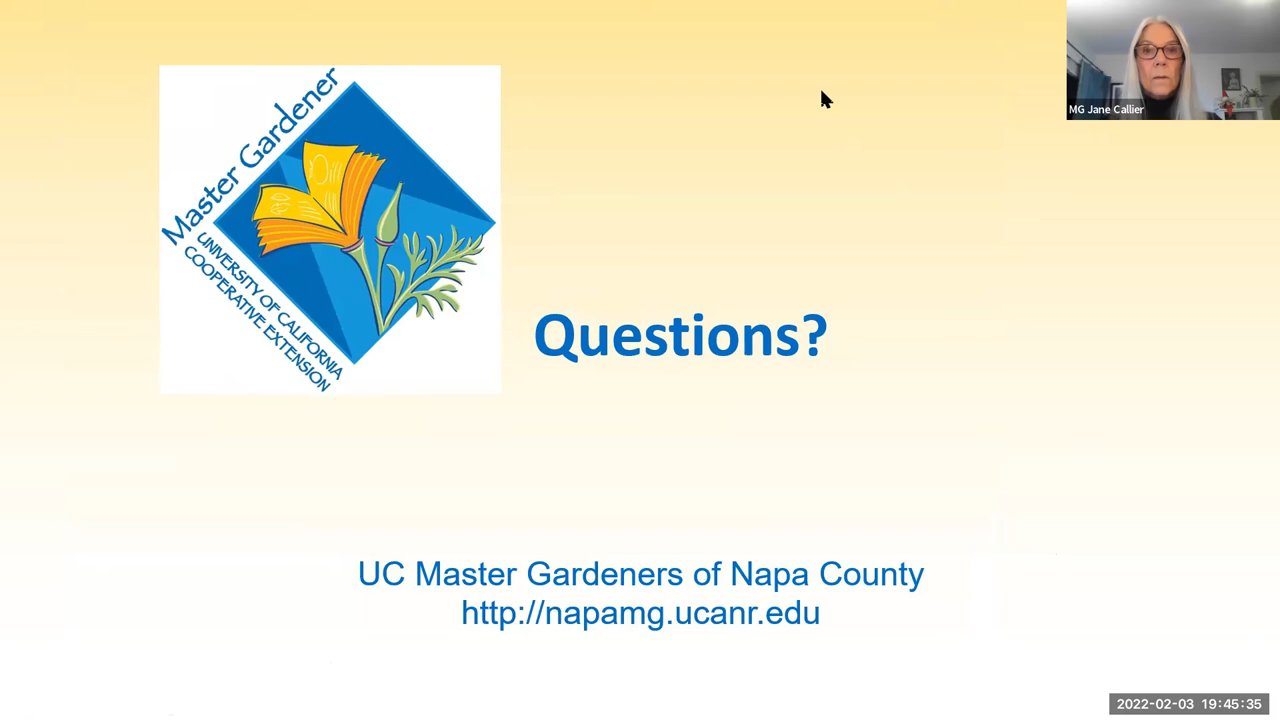 Master Gardener
UNIVERSITY OF CALIFORNIA
COOPERATIVE EXTENSION
MG Jane Callier
Questions?
UC Master Gardeners of Napa County
http://napamg.ucanr.edu
2022-02-03 19:45:35